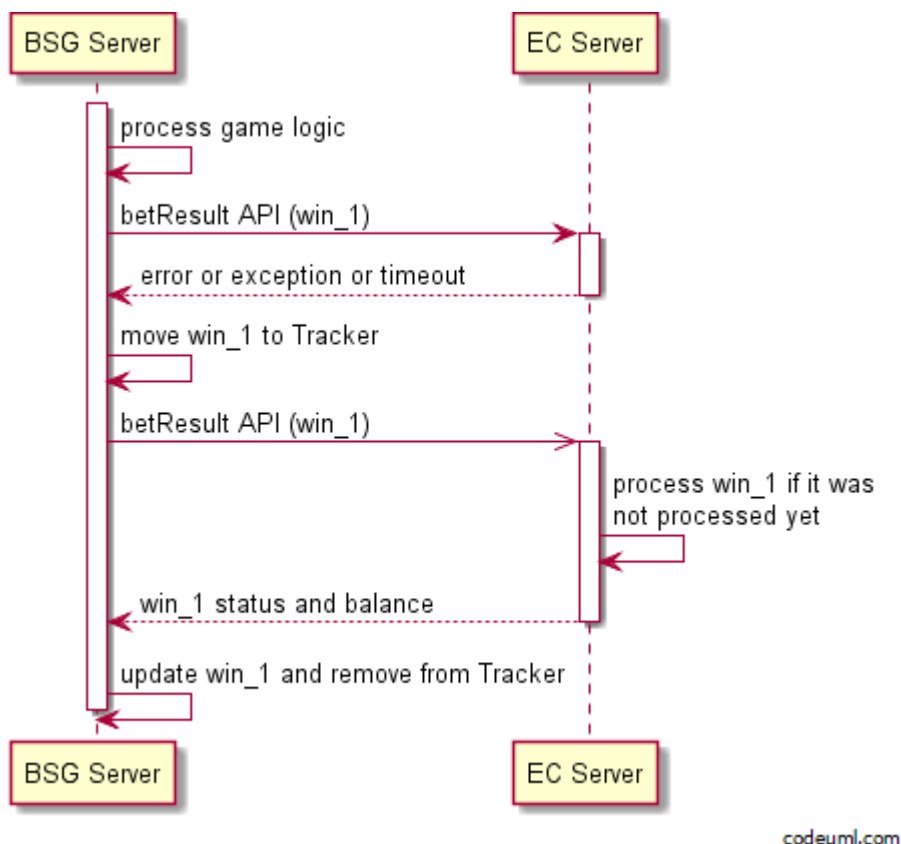 BSG Server
EC Server
process game logic
betResult API (win_1)
error or exception or timeout
move win_1 to Tracker
betResult API (win_1)
process win_1 if it was
not processed yet
win_1 status and balance
update win_1 and remove from Tracker
BSG Server
EC Server
codeuml.com